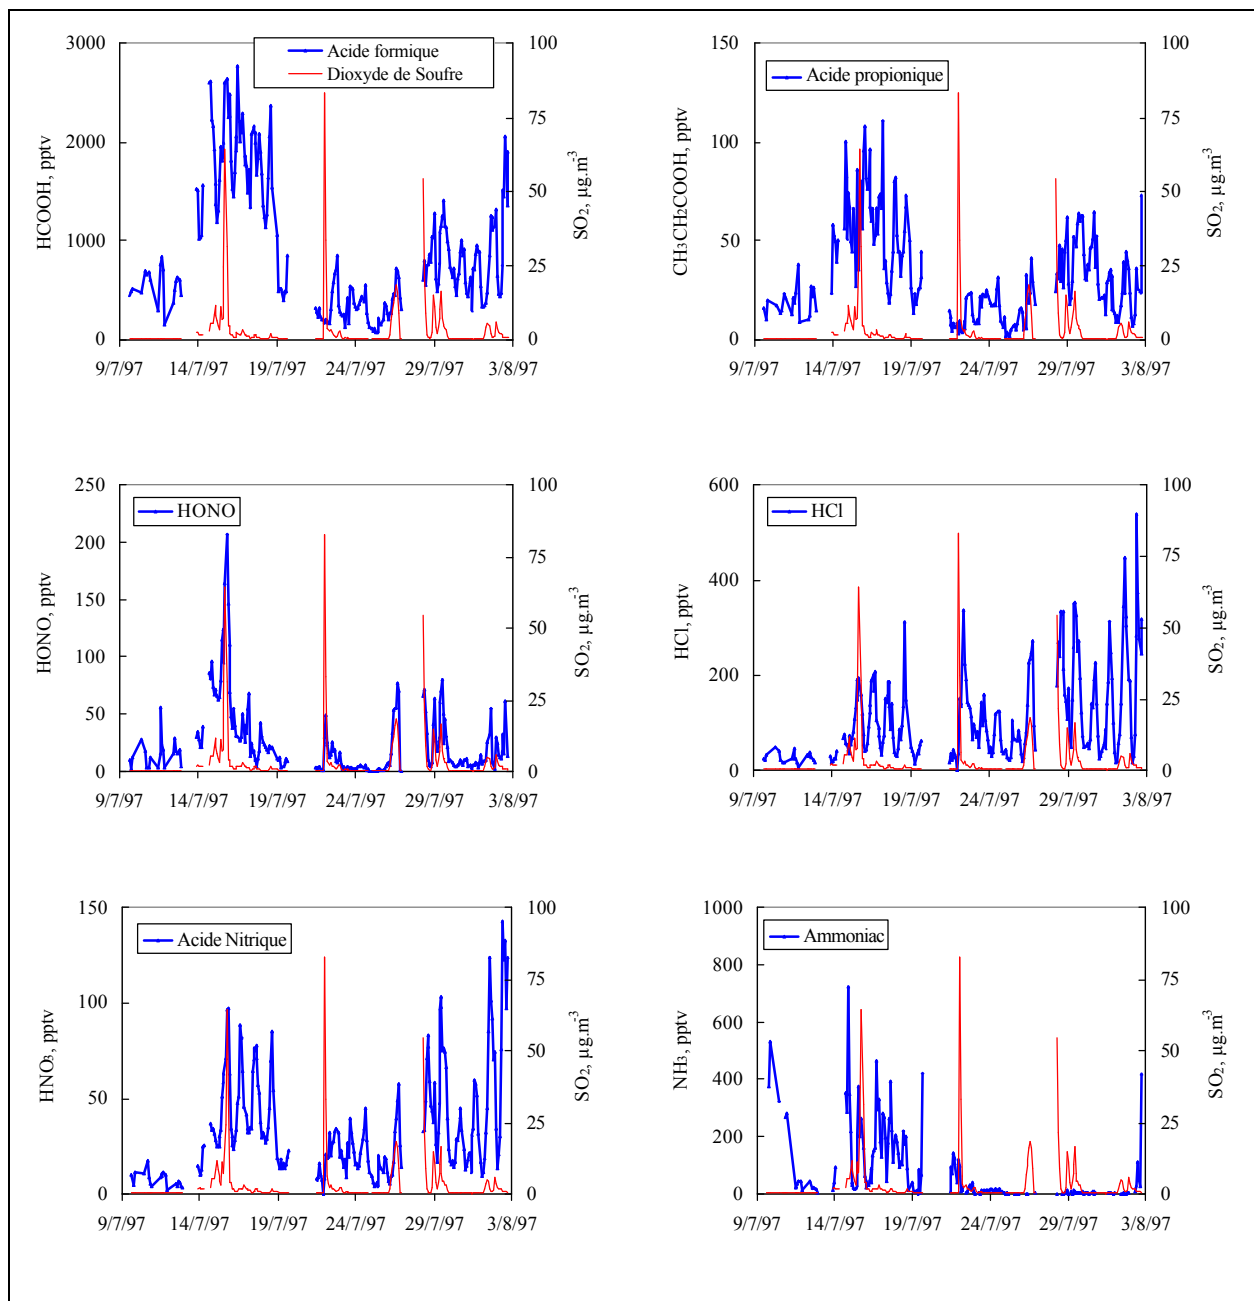 3000
2000
1000
0
HCOOH, pptv
Acide formique
Dioxyde de Soufre
100
75
50
25
0
SO₂, µg.m⁻³
9/7/97 14/7/97 19/7/97 24/7/97 29/7/97 3/8/97
150
100
50
0
CH₃CH₂COOH, pptv
Acide propionique
100
75
50
25
0
SO₂, µg.m⁻³
9/7/97 14/7/97 19/7/97 24/7/97 29/7/97 3/8/97
250
200
150
100
50
0
HONO, pptv
HONO
100
75
50
25
0
SO₂, µg.m⁻³
9/7/97 14/7/97 19/7/97 24/7/97 29/7/97 3/8/97
600
400
200
0
HCl, pptv
HCl
100
75
50
25
0
SO₂, µg.m⁻³
9/7/97 14/7/97 19/7/97 24/7/97 29/7/97 3/8/97
150
100
50
0
HNO₃, pptv
Acide Nitrique
100
75
50
25
0
SO₂, µg.m⁻³
9/7/97 14/7/97 19/7/97 24/7/97 29/7/97 3/8/97
1000
800
600
400
200
0
NH₃, pptv
Ammoniac
100
75
50
25
0
SO₂, µg.m⁻³
9/7/97 14/7/97 19/7/97 24/7/97 29/7/97 3/8/97